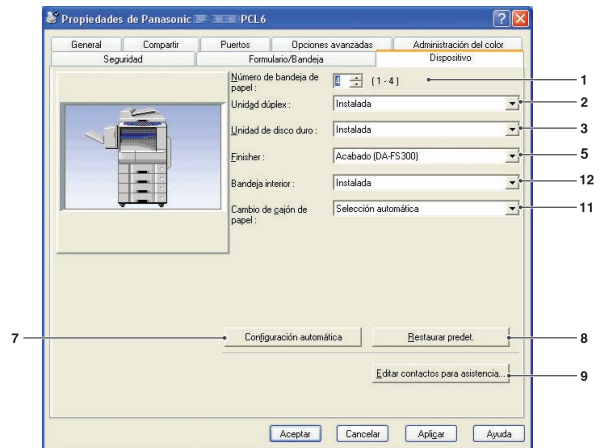 Propiedades de Panasonic PCL6
General Compartir Puertos Opciones avanzadas Administración del color
Seguridad Formulario/Bandeja Dispositivo
Número de bandeja de papel : 4 (1 - 4) 1
Unidad dúplex : Instalada 2
Unidad de disco duro : Instalada 3
Finisher : Acabado (DA-FS300) 5
Bandeja interior : Instalada 12
Cambio de cajón de papel : Selección automática 11
7 Configuración automática Restaurar predet. 8
Editar contactos para asistencia... 9
Aceptar Cancelar Aplicar Ayuda